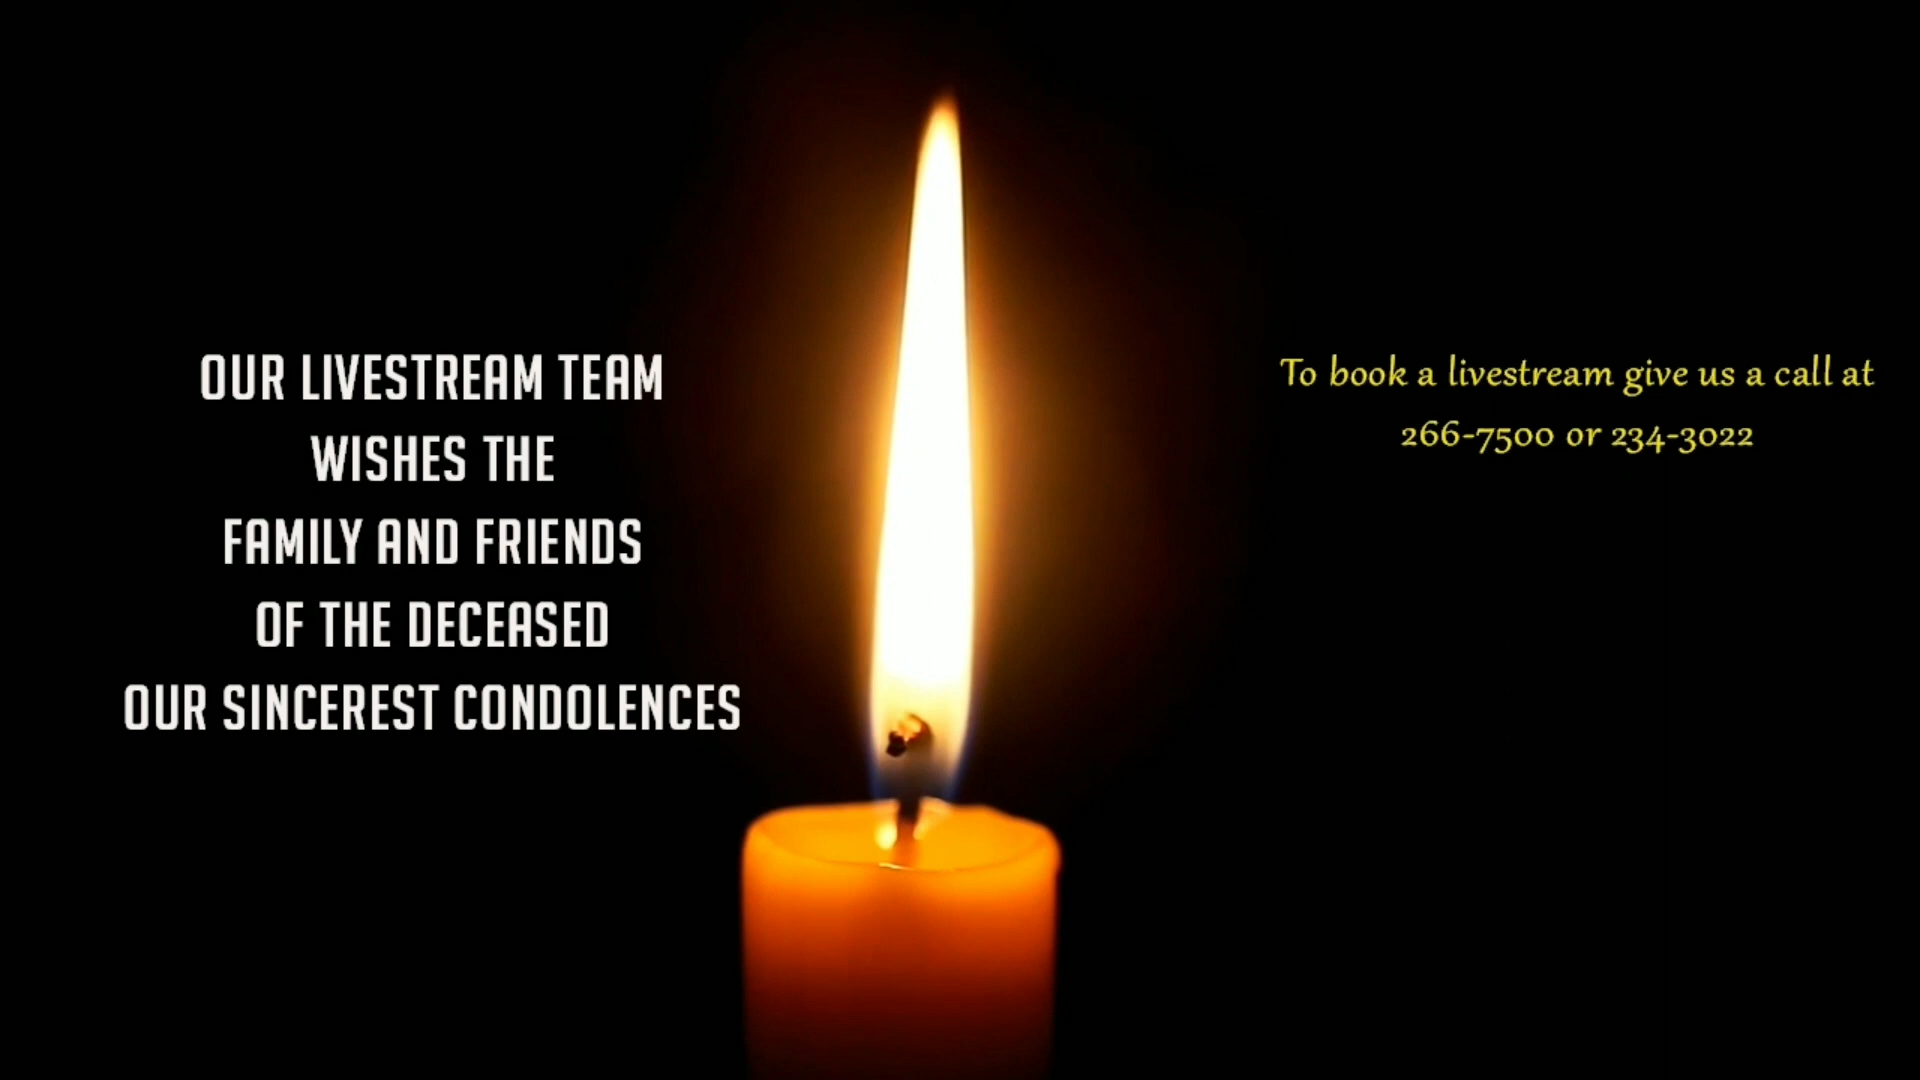 OUR LIVESTREAM TEAM
WISHES THE
FAMILY AND FRIENDS
OF THE DECEASED
OUR SINCEREST CONDOLENCES
To book a livestream give us a call at
266-7500 or 234-3022